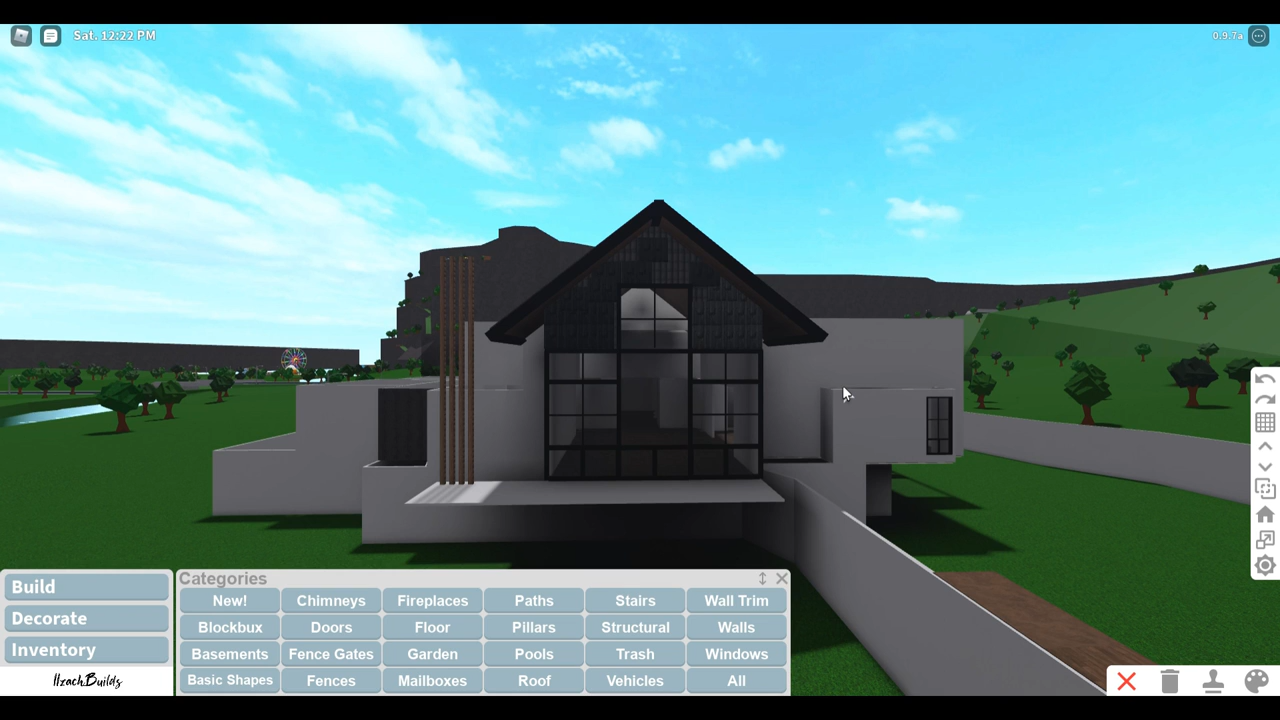 Sat. 12:22 PM
0.9.7a
Build
Decorate
Inventory
IIzachBuilds
Categories
New! Chimneys Fireplaces Paths Stairs Wall Trim
Blockbux Doors Floor Pillars Structural Walls
Basements Fence Gates Garden Pools Trash Windows
Basic Shapes Fences Mailboxes Roof Vehicles All